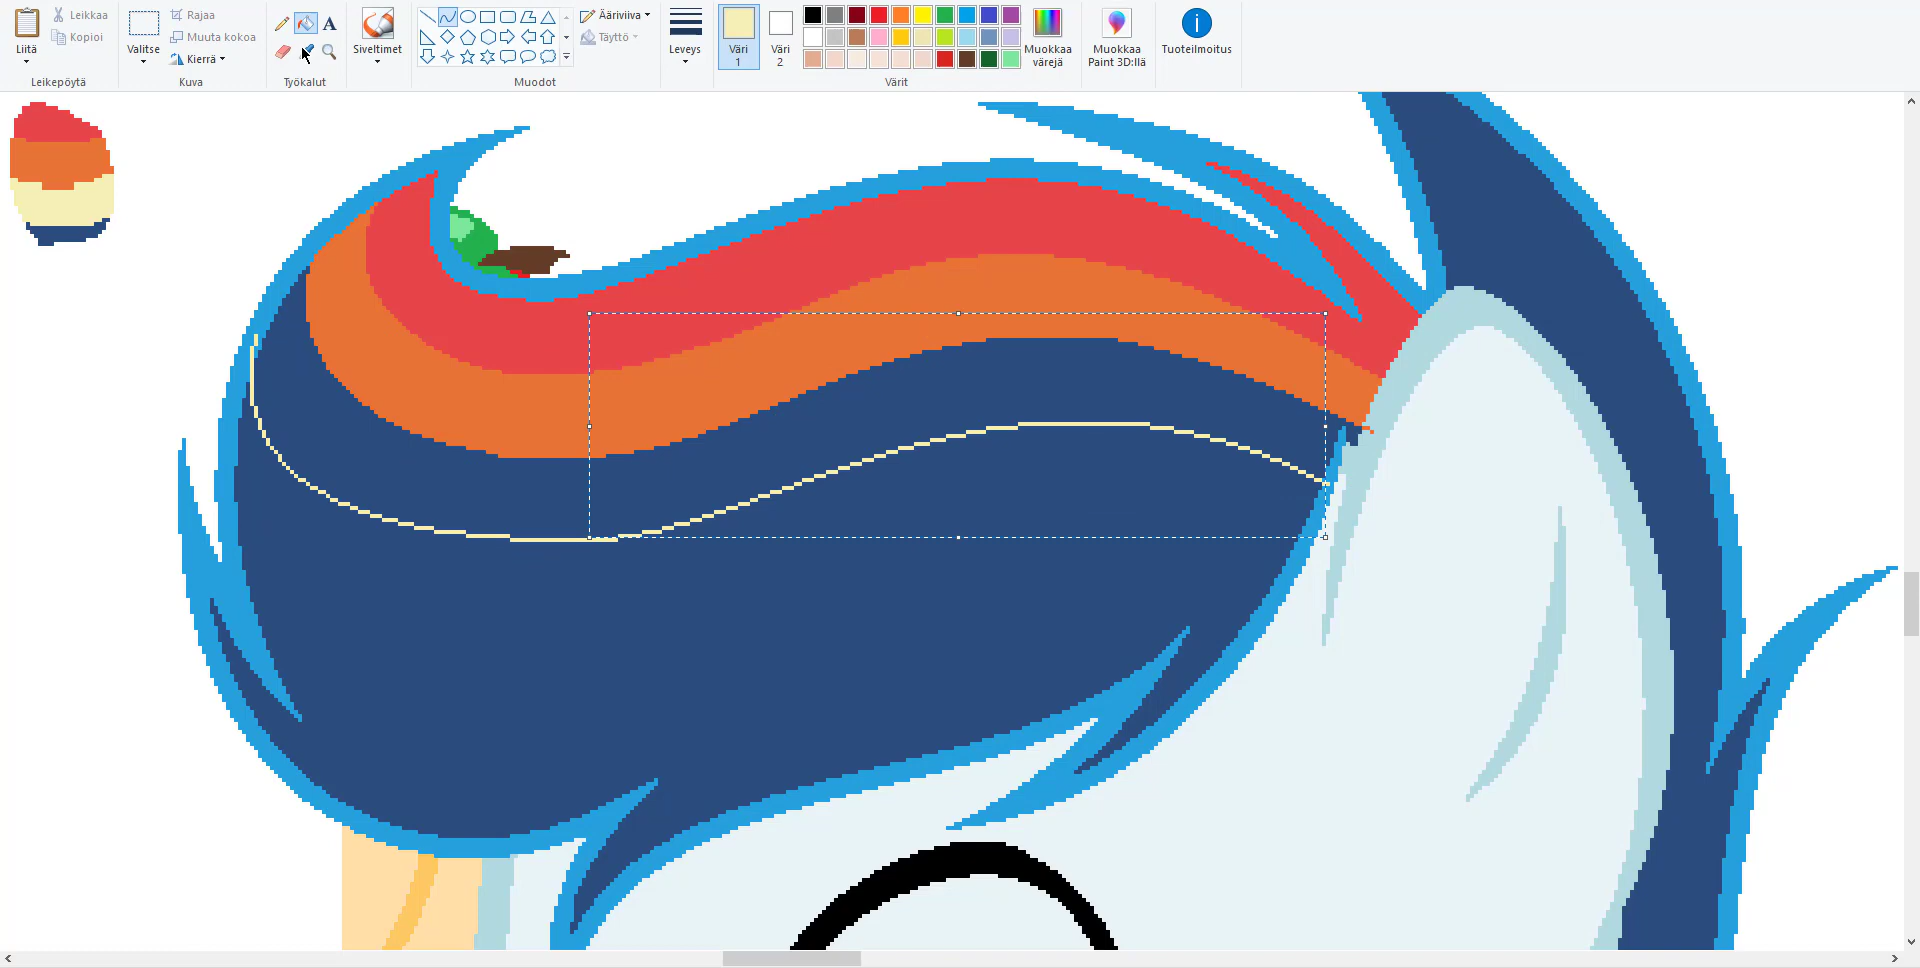 Liitä
Leikkaa
Kopioi
Leikepöytä
Valitse
Rajaa
Muuta kokoa
Kierrä
Kuva
A
Työkalut
Siveltimet
Ääriviiva
Täyttö
Muodot
Leveys
Väri
1
Väri
2
Värit
Muokkaa
värejä
Muokkaa
Paint 3D:llä
Tuoteilmoitus